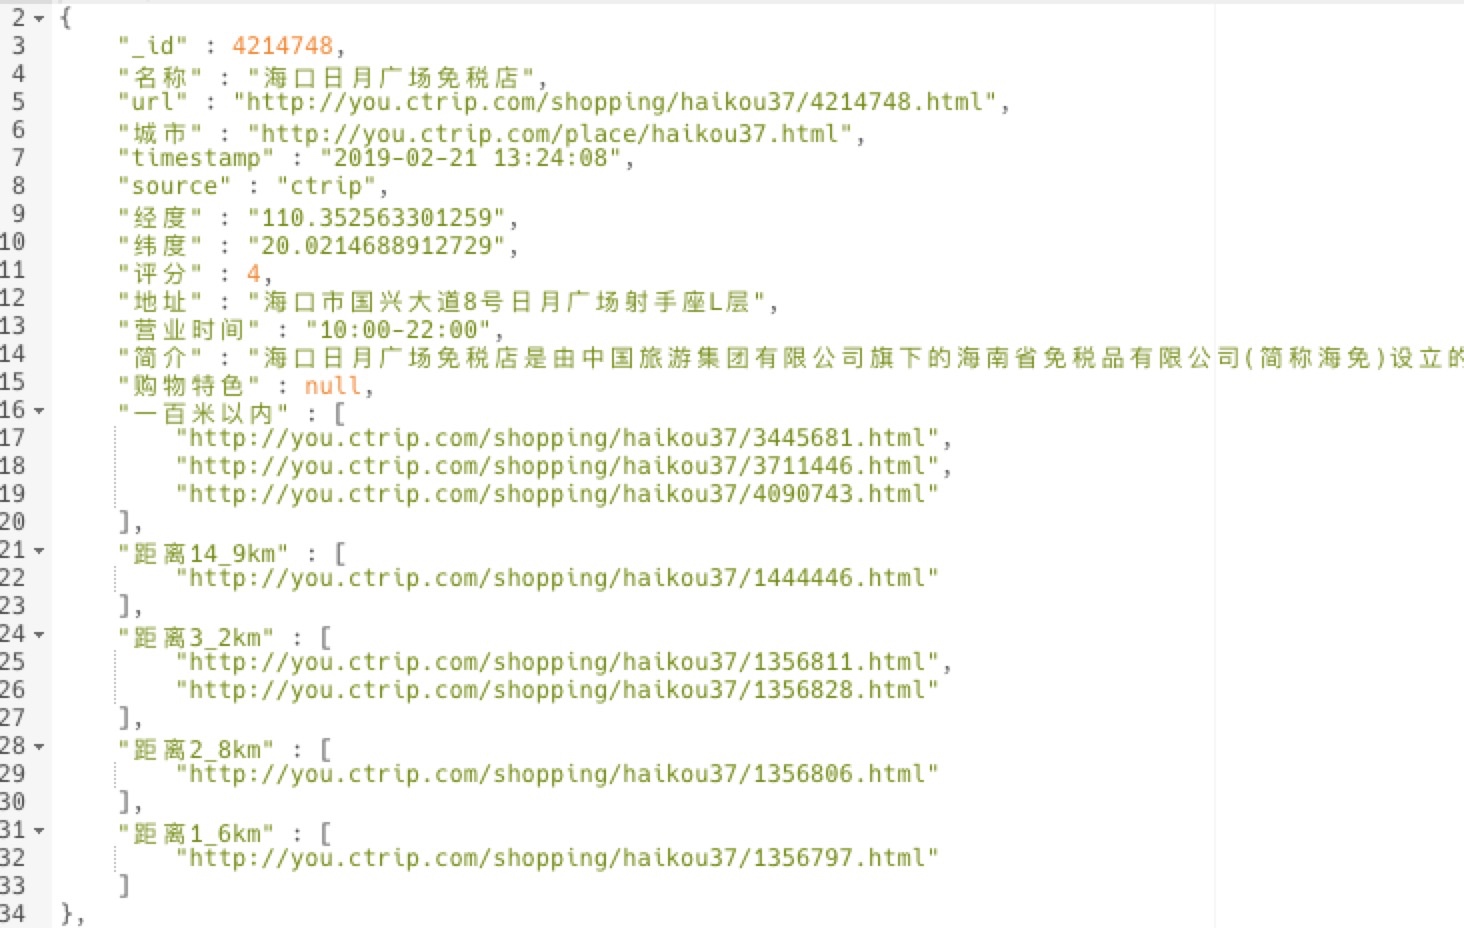 2 {
3 "_id" : 4214748,
4 "名称" : "海口日月广场免税店",
5 "url" : "http://you.ctrip.com/shopping/haikou37/4214748.html",
6 "城市" : "http://you.ctrip.com/place/haikou37.html",
7 "timestamp" : "2019-02-21 13:24:08",
8 "source" : "ctrip",
9 "经度" : "110.352563301259",
10 "纬度" : "20.0214688912729",
11 "评分" : 4,
12 "地址" : "海口市国兴大道8号日月广场射手座L层",
13 "营业时间" : "10:00-22:00",
14 "简介" : "海口日月广场免税店是由中国旅游集团有限公司旗下的海南省免税品有限公司(简称海免)设立的
15 "购物特色" : null,
16 "一百米以内" : [
17 "http://you.ctrip.com/shopping/haikou37/3445681.html",
18 "http://you.ctrip.com/shopping/haikou37/3711446.html",
19 "http://you.ctrip.com/shopping/haikou37/4090743.html"
20 ],
21 "距离14_9km" : [
22 "http://you.ctrip.com/shopping/haikou37/1444446.html"
23 ],
24 "距离3_2km" : [
25 "http://you.ctrip.com/shopping/haikou37/1356811.html",
26 "http://you.ctrip.com/shopping/haikou37/1356828.html"
27 ],
28 "距离2_8km" : [
29 "http://you.ctrip.com/shopping/haikou37/1356806.html"
30 ],
31 "距离1_6km" : [
32 "http://you.ctrip.com/shopping/haikou37/1356797.html"
33 ]
34 },